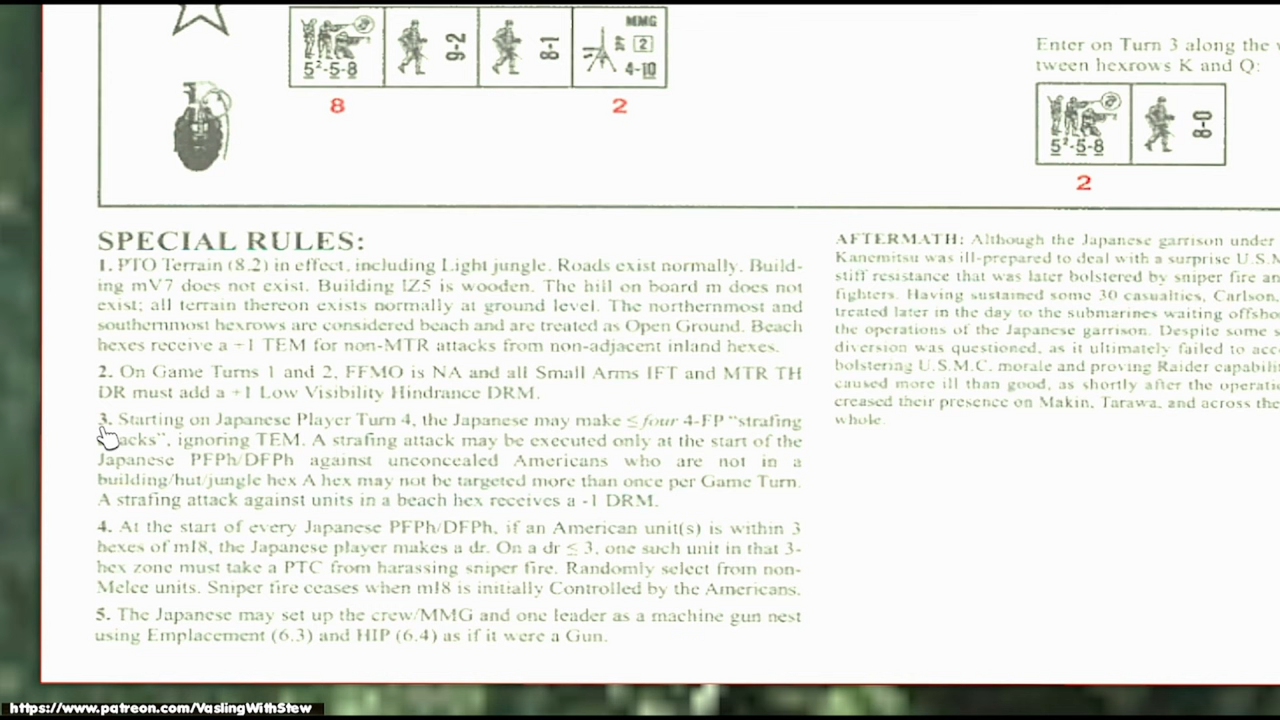 MMG
2
5²-5-8
9-2
8-1
4-10
8
2
Enter on Turn 3 along the
tween hexrows K and Q:
5²-5-8
8-0
2
SPECIAL RULES:
1. PTO Terrain (8.2) in effect, including Light jungle. Roads exist normally. Build-
ing mV7 does not exist. Building IZ5 is wooden. The hill on board m does not
exist; all terrain thereon exists normally at ground level. The northernmost and
southernmost hexrows are considered beach and are treated as Open Ground. Beach
hexes receive a +1 TEM for non-MTR attacks from non-adjacent inland hexes.
2. On Game Turns 1 and 2, FFMO is NA and all Small Arms IFT and MTR TH
DR must add a +1 Low Visibility Hindrance DRM.
3. Starting on Japanese Player Turn 4, the Japanese may make ≤ four 4-FP “strafing
acks”, ignoring TEM. A strafing attack may be executed only at the start of the
Japanese PFPh/DFPh against unconcealed Americans who are not in a
building/hut/jungle hex A hex may not be targeted more than once per Game Turn.
A strafing attack against units in a beach hex receives a -1 DRM.
4. At the start of every Japanese PFPh/DFPh, if an American unit(s) is within 3
hexes of mI8, the Japanese player makes a dr. On a dr ≤ 3, one such unit in that 3-
hex zone must take a PTC from harassing sniper fire. Randomly select from non-
Melee units. Sniper fire ceases when mI8 is initially Controlled by the Americans.
5. The Japanese may set up the crew/MMG and one leader as a machine gun nest
using Emplacement (6.3) and HIP (6.4) as if it were a Gun.
AFTERMATH: Although the Japanese garrison under
Kanemitsu was ill-prepared to deal with a surprise U.S.M
stiff resistance that was later bolstered by sniper fire an
fighters. Having sustained some 30 casualties, Carlson,
treated later in the day to the submarines waiting offsho
the operations of the Japanese garrison. Despite some s
diversion was questioned, as it ultimately failed to acc
bolstering U.S.M.C. morale and proving Raider capabili
caused more ill than good, as shortly after the operatio
creased their presence on Makin, Tarawa, and across the
whole.
https://www.patreon.com/VaslingWithStew